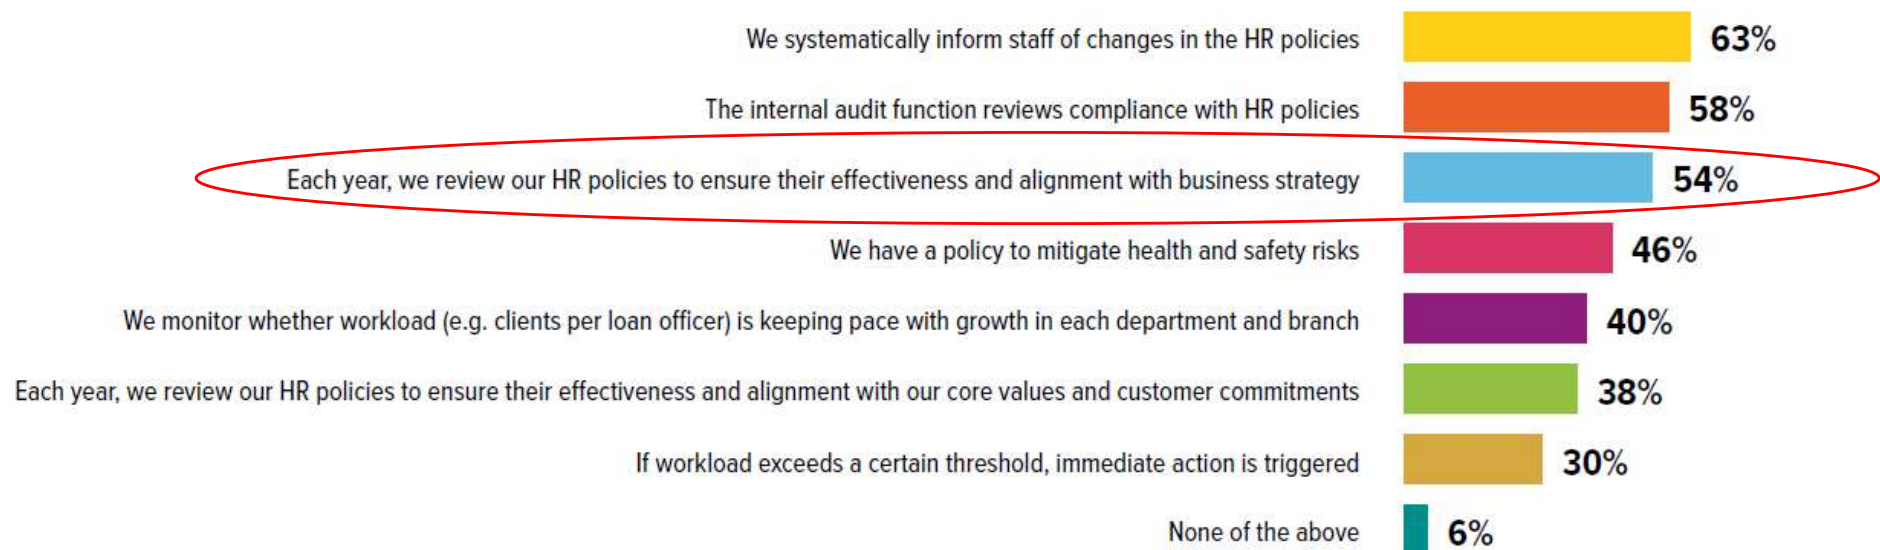 We systematically inform staff of changes in the HR policies 63%
The internal audit function reviews compliance with HR policies 58%
Each year, we review our HR policies to ensure their effectiveness and alignment with business strategy 54%
We have a policy to mitigate health and safety risks 46%
We monitor whether workload (e.g. clients per loan officer) is keeping pace with growth in each department and branch 40%
Each year, we review our HR policies to ensure their effectiveness and alignment with our core values and customer commitments 38%
If workload exceeds a certain threshold, immediate action is triggered 30%
None of the above 6%